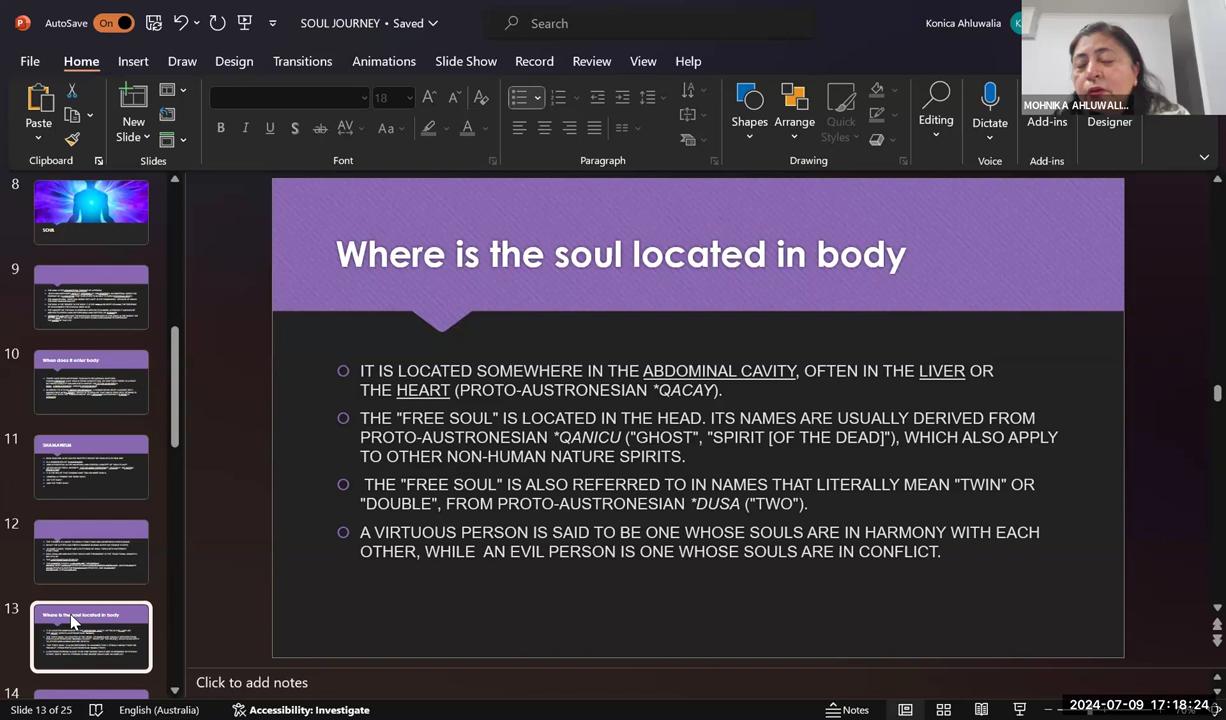 AutoSave On SOUL JOURNEY • Saved Search Konica Ahluwalia
File Home Insert Draw Design Transitions Animations Slide Show Record Review View Help
MOHNIKA AHLUWALI...
18
Paste New Slide Shapes Arrange Quick Styles Editing Dictate Add-ins Designer
Clipboard Slides Font Paragraph Drawing Voice Add-ins
8
SOUL
9
10
When does it enter body
11
SHAMANISM
12
13
Where is the soul located in body
14
Where is the soul located in body
IT IS LOCATED SOMEWHERE IN THE ABDOMINAL CAVITY, OFTEN IN THE LIVER OR
THE HEART (PROTO-AUSTRONESIAN *QACAY).
THE "FREE SOUL" IS LOCATED IN THE HEAD. ITS NAMES ARE USUALLY DERIVED FROM
PROTO-AUSTRONESIAN *QANICU ("GHOST", "SPIRIT [OF THE DEAD]"), WHICH ALSO APPLY
TO OTHER NON-HUMAN NATURE SPIRITS.
THE "FREE SOUL" IS ALSO REFERRED TO IN NAMES THAT LITERALLY MEAN "TWIN" OR
"DOUBLE", FROM PROTO-AUSTRONESIAN *DUSA ("TWO").
A VIRTUOUS PERSON IS SAID TO BE ONE WHOSE SOULS ARE IN HARMONY WITH EACH
OTHER, WHILE AN EVIL PERSON IS ONE WHOSE SOULS ARE IN CONFLICT.
Click to add notes
Slide 13 of 25 English (Australia) Accessibility: Investigate Notes
2024-07-09 17:18:24